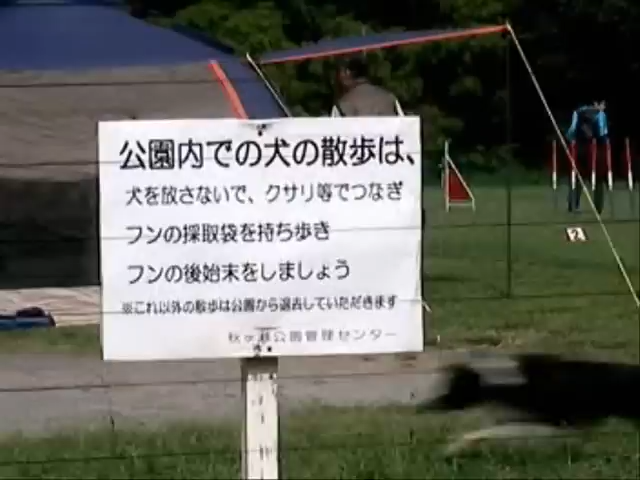 公園内での犬の散歩は、
犬を放さないで、クサリ等でつなぎ
フンの採取袋を持ち歩き
フンの後始末をしましょう
※これ以外の散歩は公園から退去していただきます
公園管理センター
2